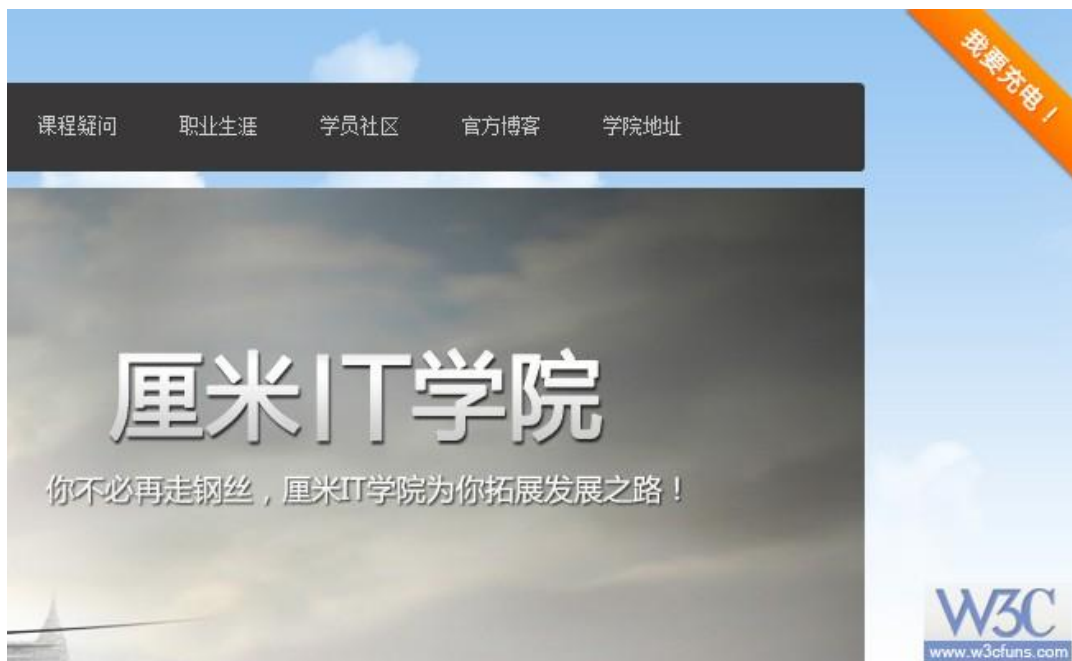 我要充电！
课程疑问 职业生涯 学员社区 官方博客 学院地址
厘米IT学院
你不必再走钢丝，厘米IT学院为你拓展发展之路！
W3C
www.w3cfuns.com